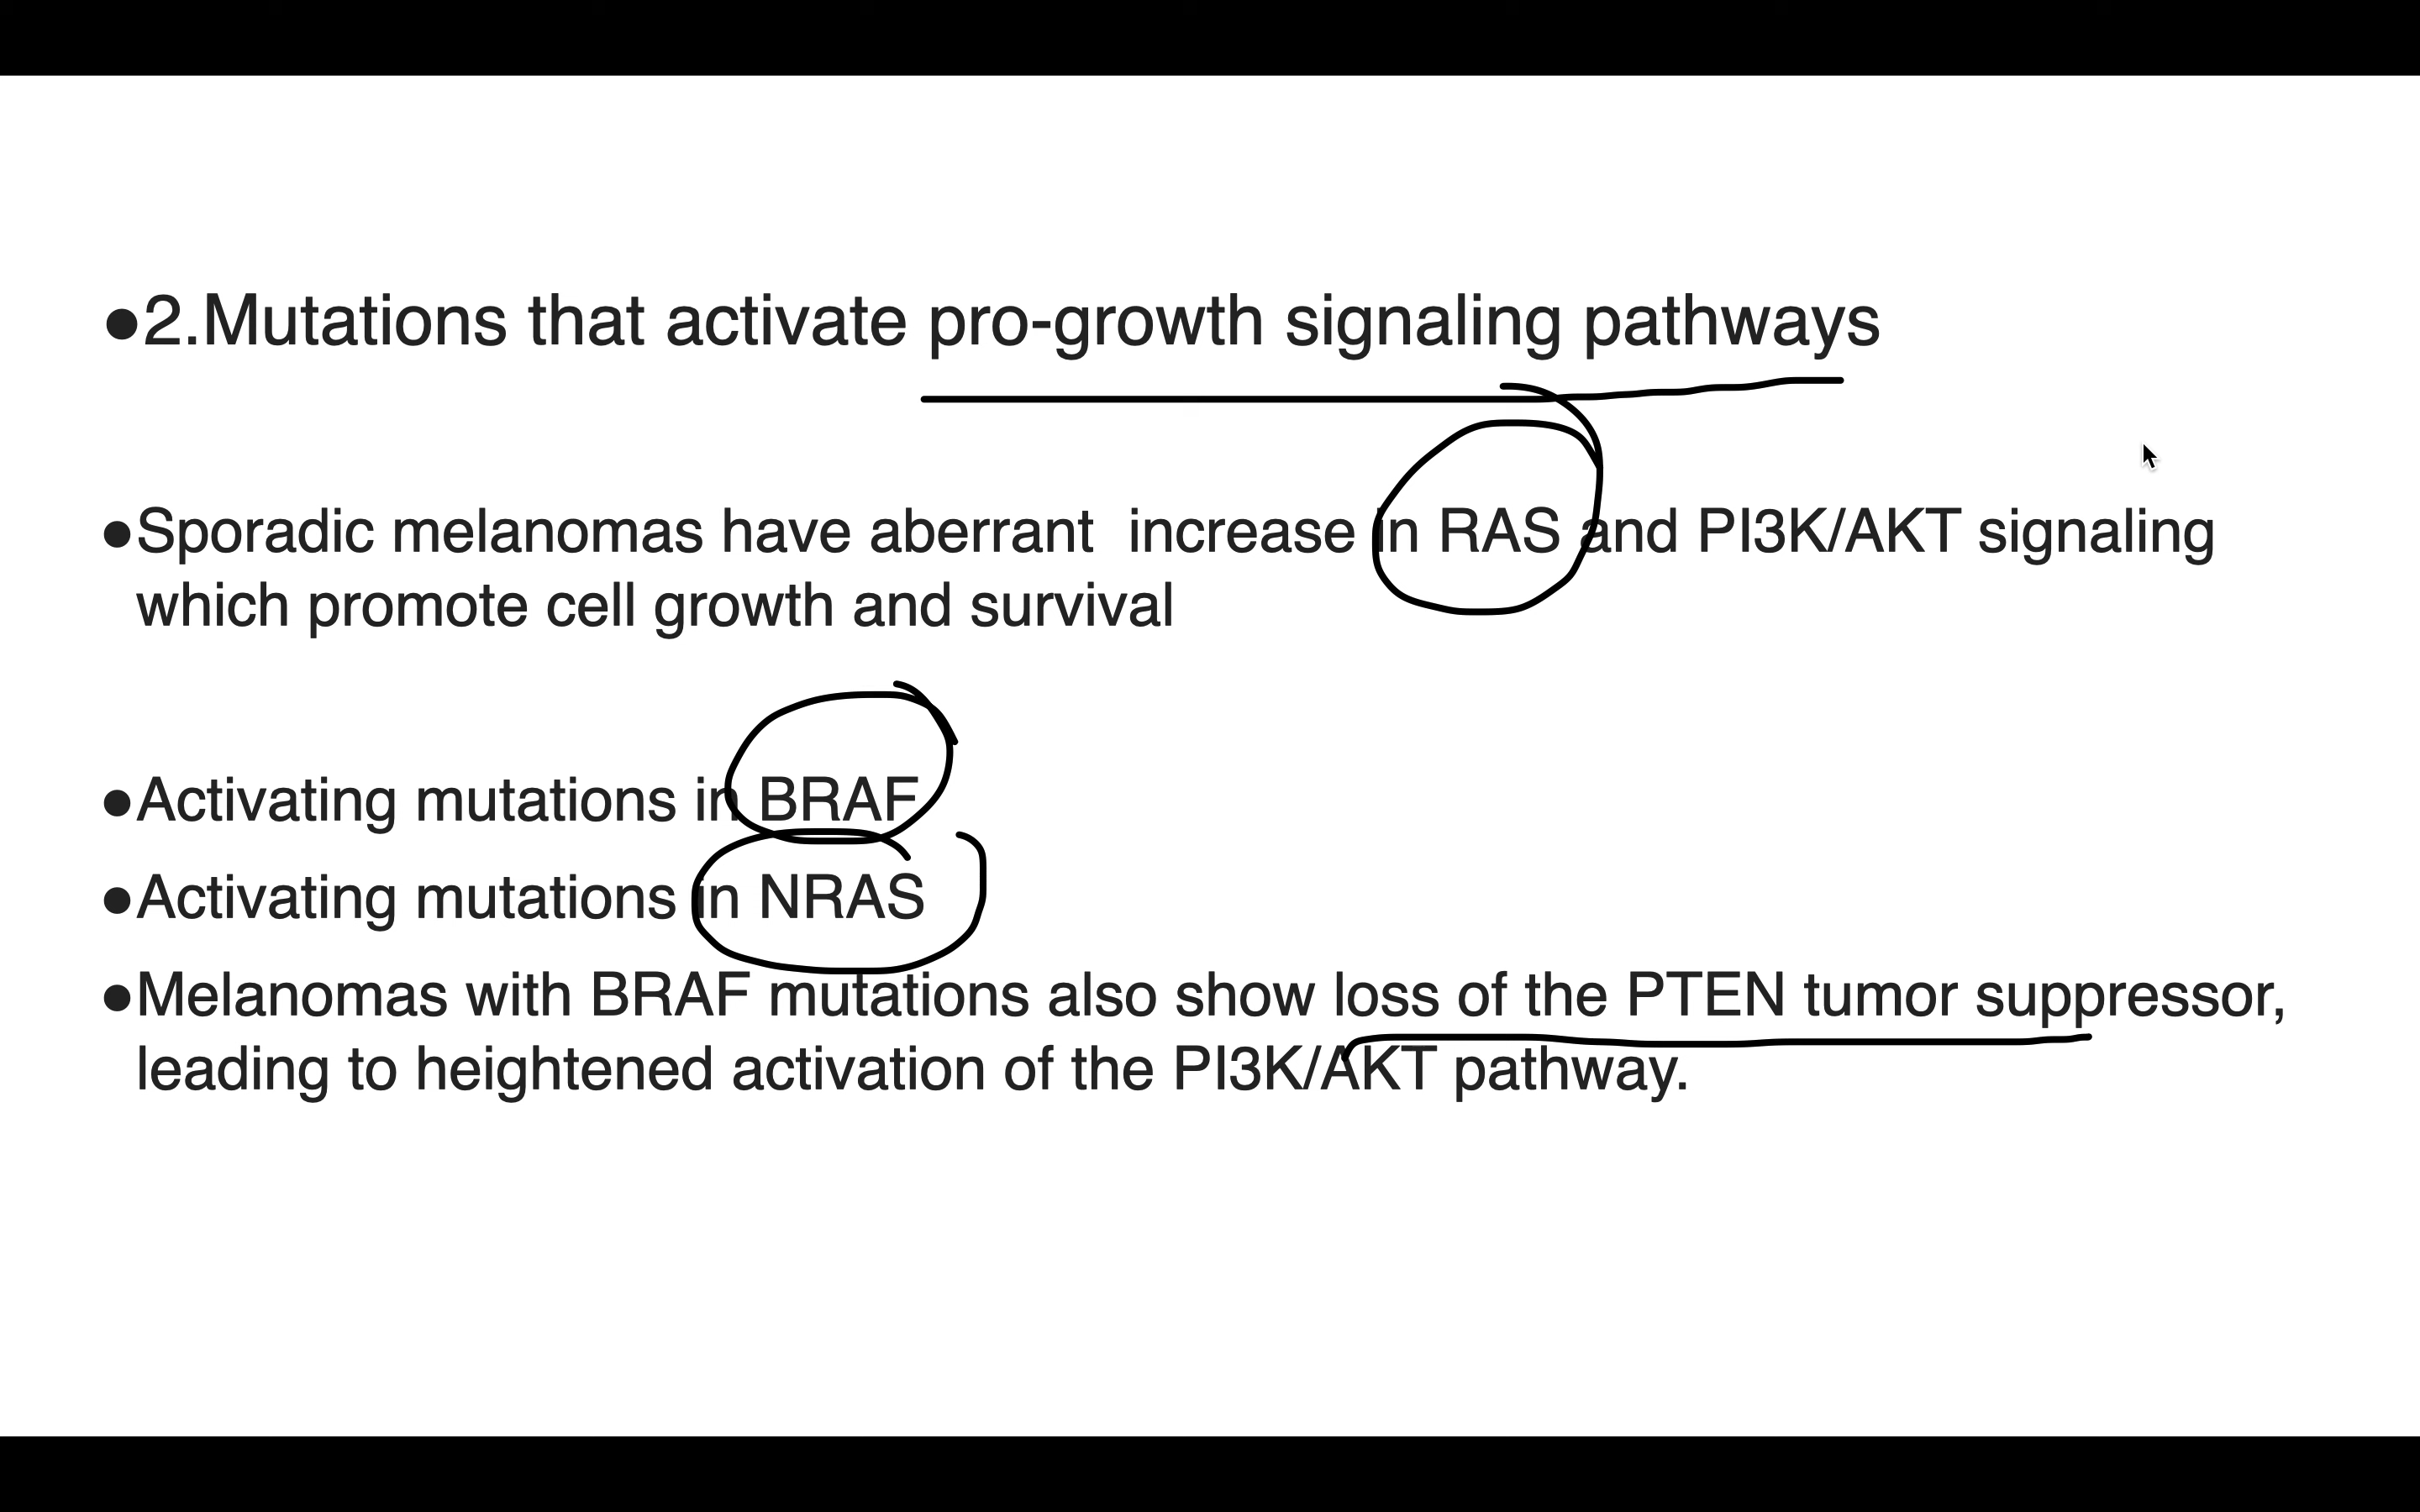 ●2.Mutations that activate pro-growth signaling pathways
●Sporadic melanomas have aberrant increase in RAS and PI3K/AKT signaling
which promote cell growth and survival
●Activating mutations in BRAF
●Activating mutations in NRAS
●Melanomas with BRAF mutations also show loss of the PTEN tumor suppressor,
leading to heightened activation of the PI3K/AKT pathway.